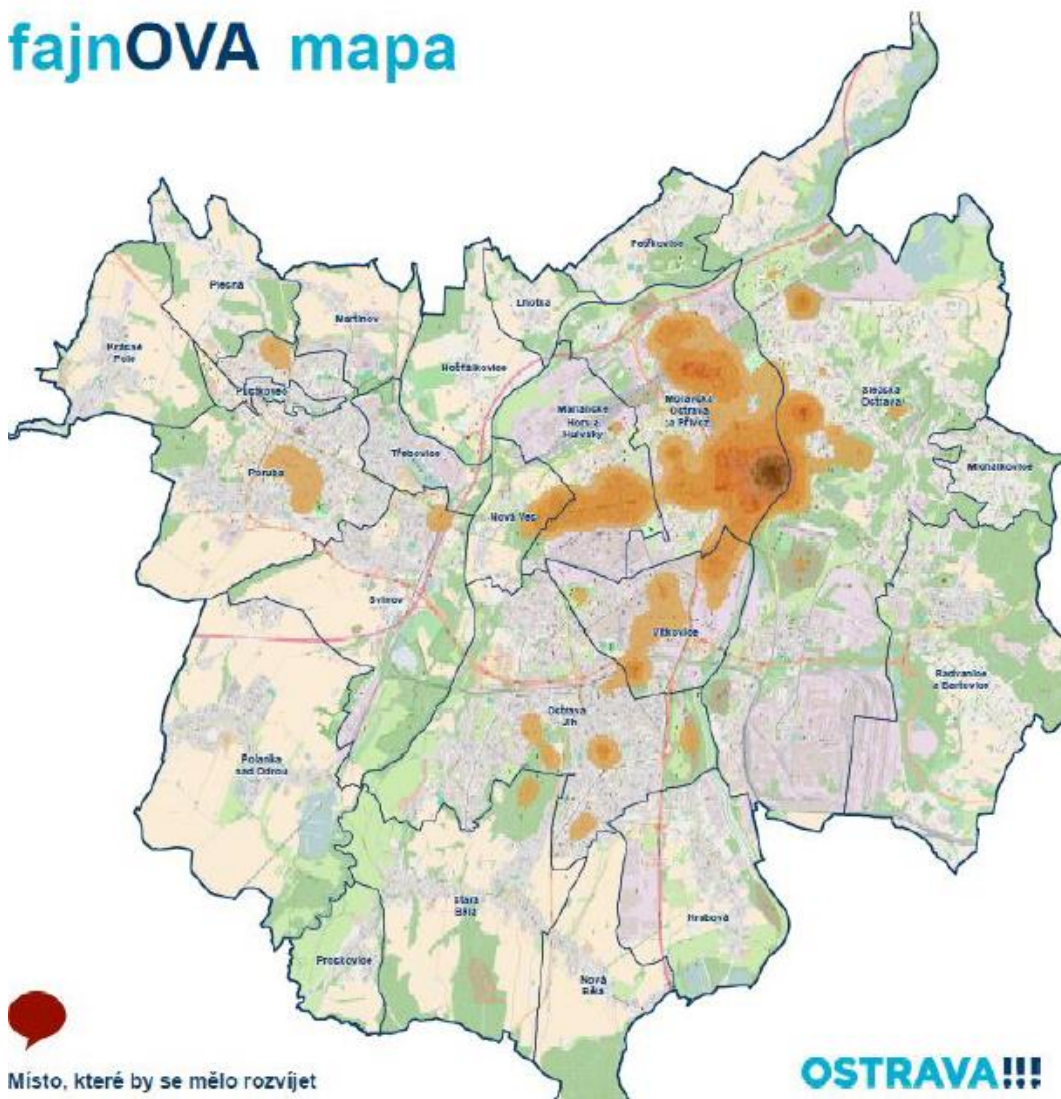 fajnOVA mapa
Petřkovice
Plesná
Lhotka
Martinov
Krásné
Pole
Hošťálkovice
Pustkovec
Mariánské
Hory a
Hulváky
Moravská
Ostrava
a Přívoz
Slezská
Ostrava
Třebovice
Poruba
Michálkovice
Nová Ves
Svinov
Vítkovice
Radvanice
a Bartovice
Ostrava
Jih
Polanka
nad Odrou
Stará
Bělá
Hrabová
Proskovice
Nová
Bělá
Místo, které by se mělo rozvíjet
OSTRAVA!!!